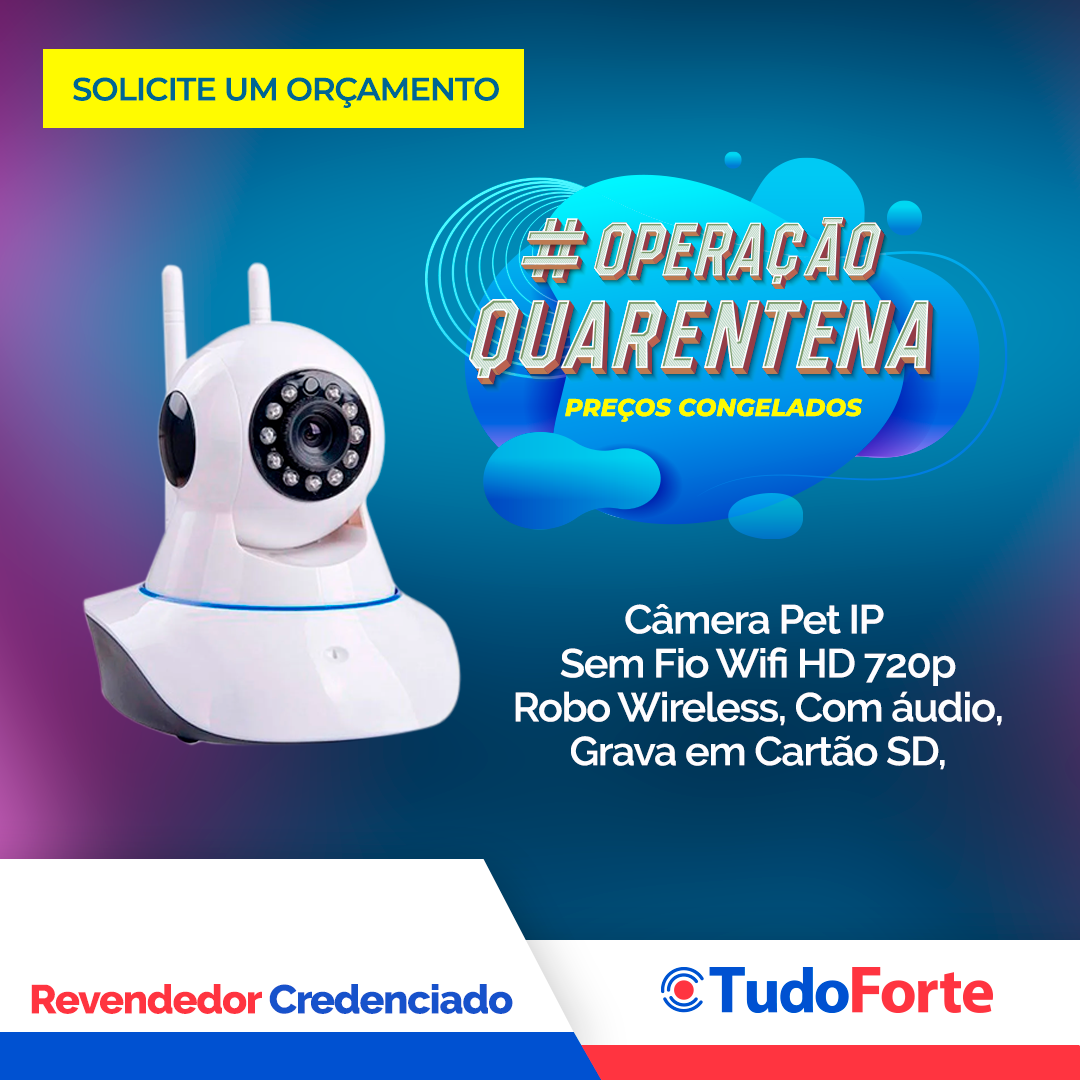 SOLICITE UM ORÇAMENTO
# OPERAÇÃO
QUARENTENA
PREÇOS CONGELADOS
Câmera Pet IP
Sem Fio Wifi HD 720p
Robo Wireless, Com áudio,
Grava em Cartão SD,
Revendedor Credenciado
TudoForte